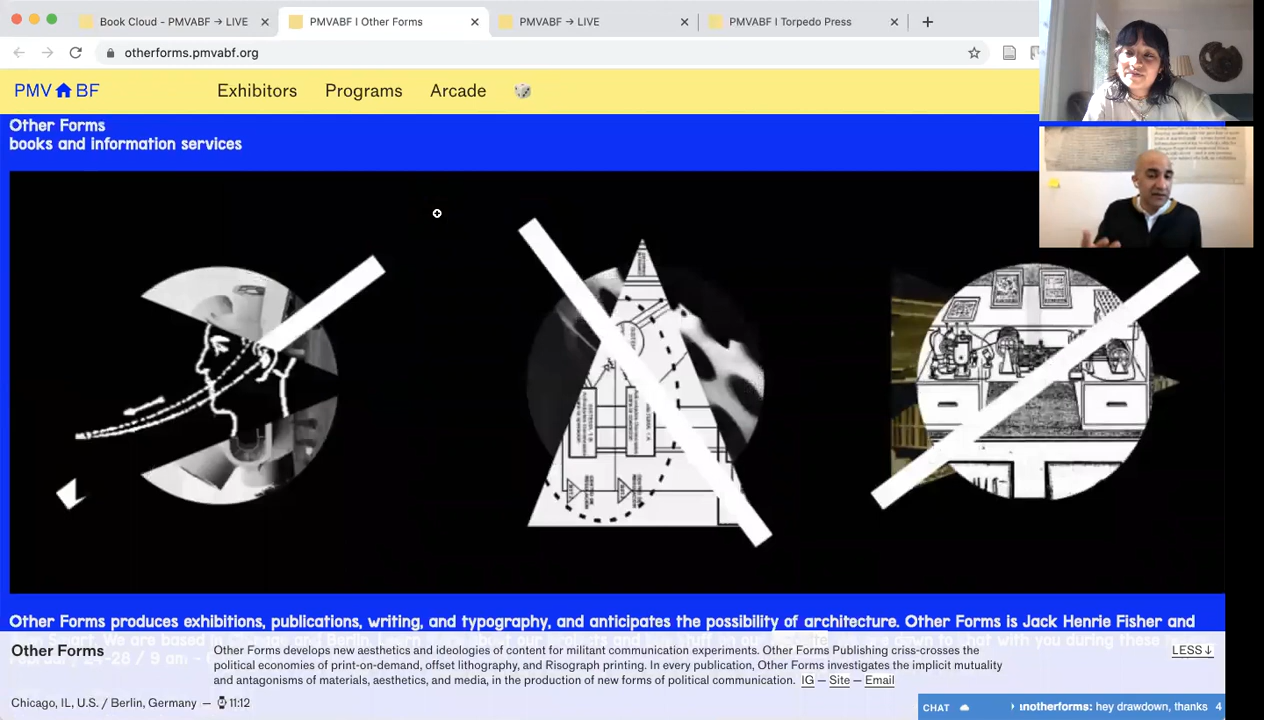 Book Cloud - PMVABF → LIVE
PMVABF | Other Forms
PMVABF → LIVE
PMVABF | Torpedo Press
otherforms.pmvabf.org
PMV BF
Exhibitors
Programs
Arcade
Other Forms
books and information services
Other Forms produces exhibitions, publications, writing, and typography, and anticipates the possibility of architecture. Other Forms is Jack Henrie Fisher and
Other Forms
Other Forms develops new aesthetics and ideologies of content for militant communication experiments. Other Forms Publishing criss-crosses the
political economies of print-on-demand, offset lithography, and Risograph printing. In every publication, Other Forms investigates the implicit mutuality
and antagonisms of materials, aesthetics, and media, in the production of new forms of political communication. IG — Site — Email
LESS↓
Chicago, IL, U.S. / Berlin, Germany — 11:12
CHAT
notherforms: hey drawdown, thanks 4